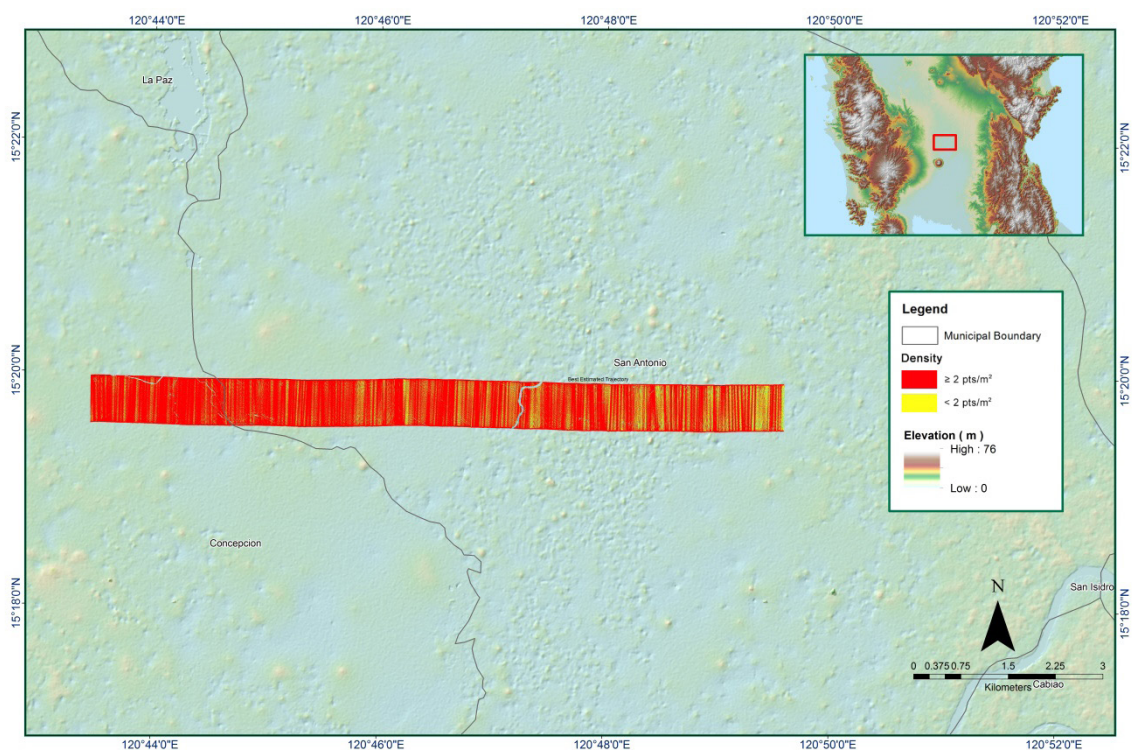 120°44'0"E 120°46'0"E 120°48'0"E 120°50'0"E 120°52'0"E
La Paz
15°22'0"N 15°22'0"N
Legend
Municipal Boundary
Density
≥ 2 pts/m²
< 2 pts/m²
Elevation ( m )
High : 76
Low : 0
15°20'0"N 15°20'0"N
San Antonio
Best Estimated Trajectory
Concepcion
San Isidro
15°18'0"N 15°18'0"N
N
0 0.375 0.75 1.5 2.25 3
Kilometers
Cabiao
120°44'0"E 120°46'0"E 120°48'0"E 120°50'0"E 120°52'0"E